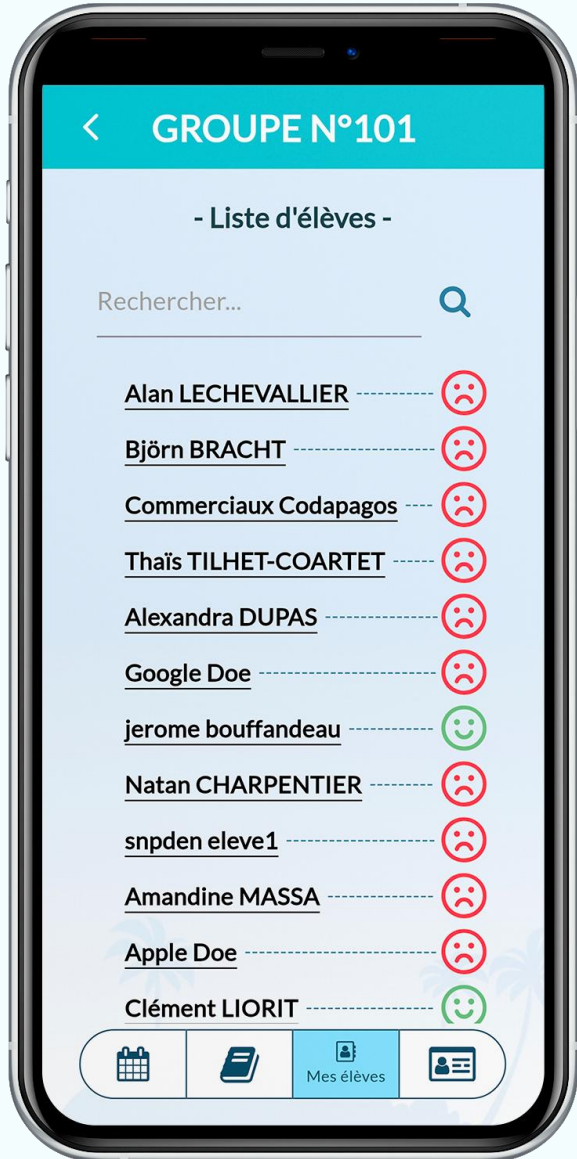 GROUPE N°101
- Liste d'élèves -
Rechercher...
Alan LECHEVALLIER
Björn BRACHT
Commerciaux Codapagos
Thaïs TILHET-COARTET
Alexandra DUPAS
Google Doe
jerome bouffandeau
Natan CHARPENTIER
snpden eleve1
Amandine MASSA
Apple Doe
Clément LIORIT
Mes élèves